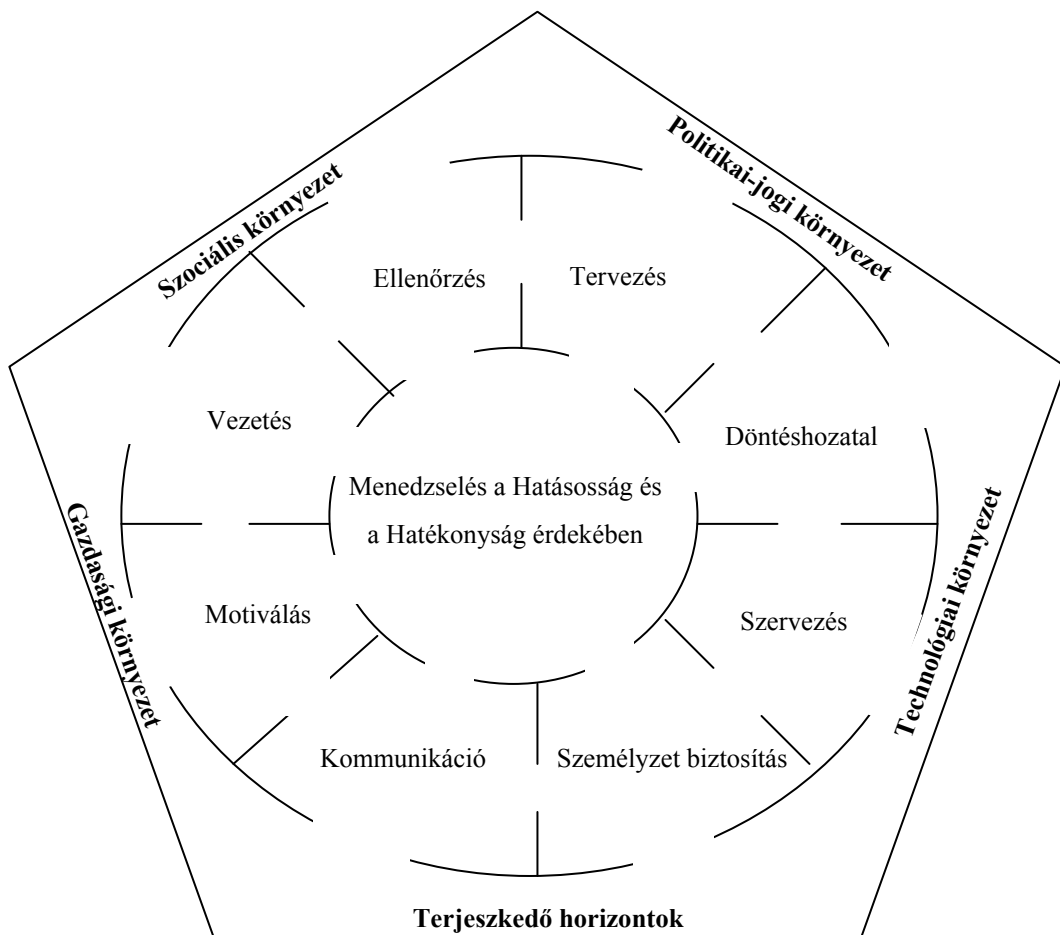 Szociális környezet
Politikai-jogi környezet
Ellenőrzés
Tervezés
Vezetés
Döntéshozatal
Menedzselés a Hatásosság és
a Hatékonyság érdekében
Gazdasági környezet
Technológiai környezet
Motiválás
Szervezés
Kommunikáció
Személyzet biztosítás
Terjeszkedő horizontok